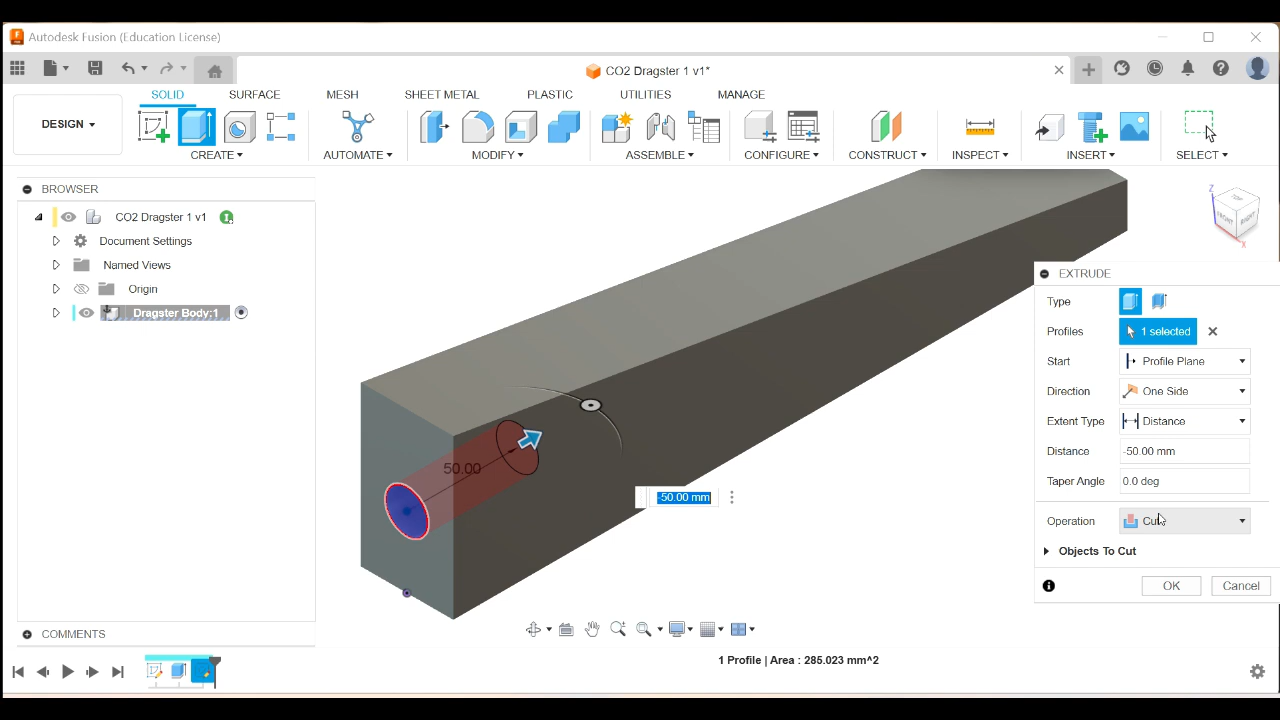 Autodesk Fusion (Education License)
CO2 Dragster 1 v1*
DESIGN
SOLID SURFACE MESH SHEET METAL PLASTIC UTILITIES MANAGE
CREATE AUTOMATE MODIFY ASSEMBLE CONFIGURE CONSTRUCT INSPECT INSERT SELECT
BROWSER
CO2 Dragster 1 v1
Document Settings
Named Views
Origin
Dragster Body:1
Z
TOP
FRONT
RIGHT
X
50.00
-50.00 mm
EXTRUDE
Type
Profiles 1 selected
Start Profile Plane
Direction One Side
Extent Type Distance
Distance -50.00 mm
Taper Angle 0.0 deg
Operation Cut
Objects To Cut
OK Cancel
COMMENTS
1 Profile | Area : 285.023 mm^2